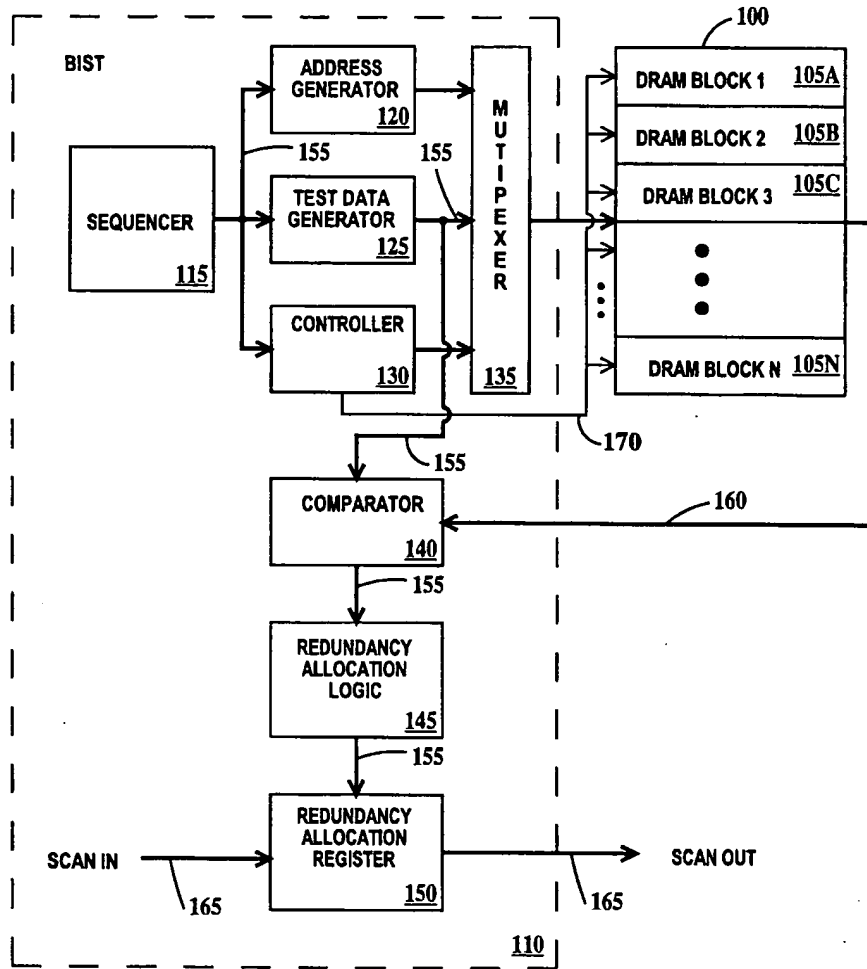 BIST
SEQUENCER
115
ADDRESS
GENERATOR
120
155
TEST DATA
GENERATOR
125
CONTROLLER
130
155
M
U
T
I
P
E
X
E
R
135
100
DRAM BLOCK 1 105A
DRAM BLOCK 2 105B
DRAM BLOCK 3 105C
DRAM BLOCK N 105N
170
155
COMPARATOR
140
160
155
REDUNDANCY
ALLOCATION
LOGIC
145
155
REDUNDANCY
ALLOCATION
REGISTER
150
SCAN IN
165
165
SCAN OUT
110